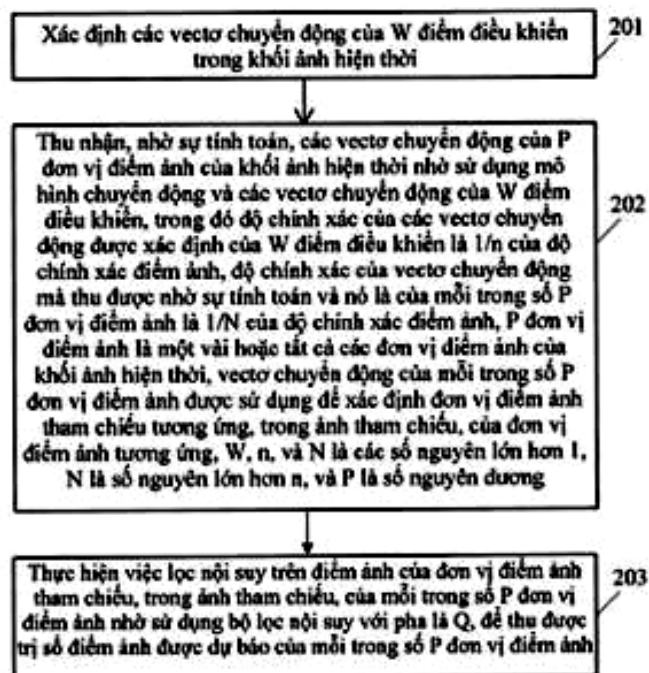 Xác định các vectơ chuyển động của W điểm điều khiển
trong khối ảnh hiện thời
201
Thu nhận, nhờ sự tính toán, các vectơ chuyển động của P
đơn vị điểm ảnh của khối ảnh hiện thời nhờ sử dụng mô
hình chuyển động và các vectơ chuyển động của W điểm
điều khiển, trong đó độ chính xác của các vectơ chuyển
động được xác định của W điểm điều khiển là 1/n của độ
chính xác điểm ảnh, độ chính xác của vectơ chuyển động
mà thu được nhờ sự tính toán và nó là của mỗi trong số P
đơn vị điểm ảnh là 1/N của độ chính xác điểm ảnh, P đơn vị
điểm ảnh là một vài hoặc tất cả các đơn vị điểm ảnh của
khối ảnh hiện thời, vectơ chuyển động của mỗi trong số P
đơn vị điểm ảnh được sử dụng để xác định đơn vị điểm ảnh
tham chiếu tương ứng, trong ảnh tham chiếu, của đơn vị
điểm ảnh tương ứng, W, n, và N là các số nguyên lớn hơn 1,
N là số nguyên lớn hơn n, và P là số nguyên dương
202
Thực hiện việc lọc nội suy trên điểm ảnh của đơn vị điểm ảnh
tham chiếu, trong ảnh tham chiếu, của mỗi trong số P đơn vị
điểm ảnh nhờ sử dụng bộ lọc nội suy với pha là Q, để thu được
trị số điểm ảnh được dự báo của mỗi trong số P đơn vị điểm ảnh
203